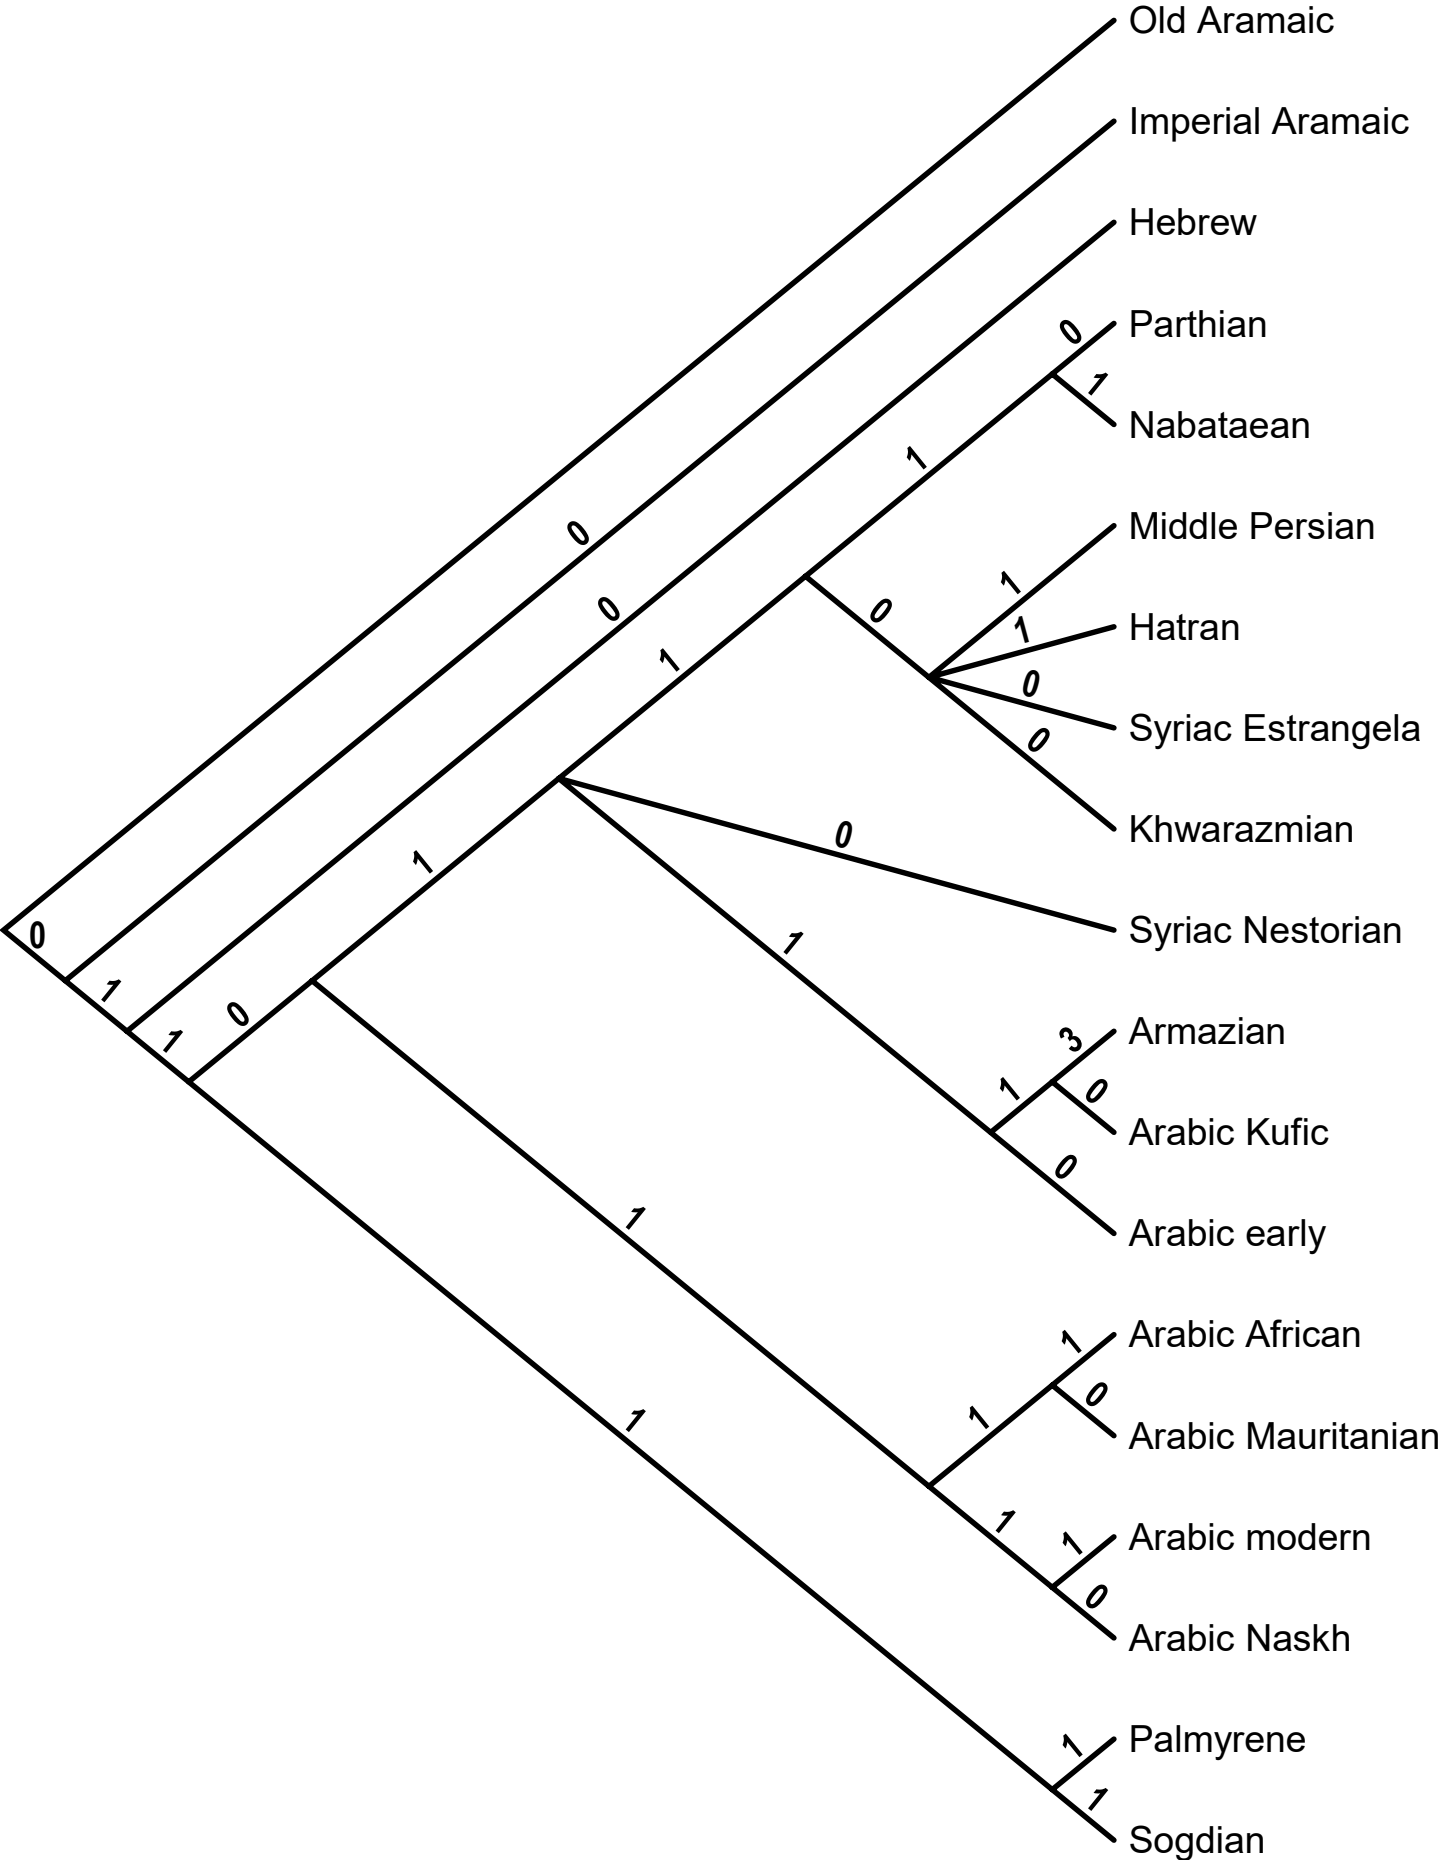 Old Aramaic
Imperial Aramaic
Hebrew
0
Parthian
1
Nabataean
1
Middle Persian
0
1
0
1
Hatran
0
1
0
Syriac Estrangela
0
Khwarazmian
0
1
Syriac Nestorian
0
1
1
0
1
3
Armazian
1
0
Arabic Kufic
0
Arabic early
1
1
Arabic African
0
1
Arabic Mauritanian
1
1
1
Arabic modern
0
Arabic Naskh
1
Palmyrene
1
Sogdian